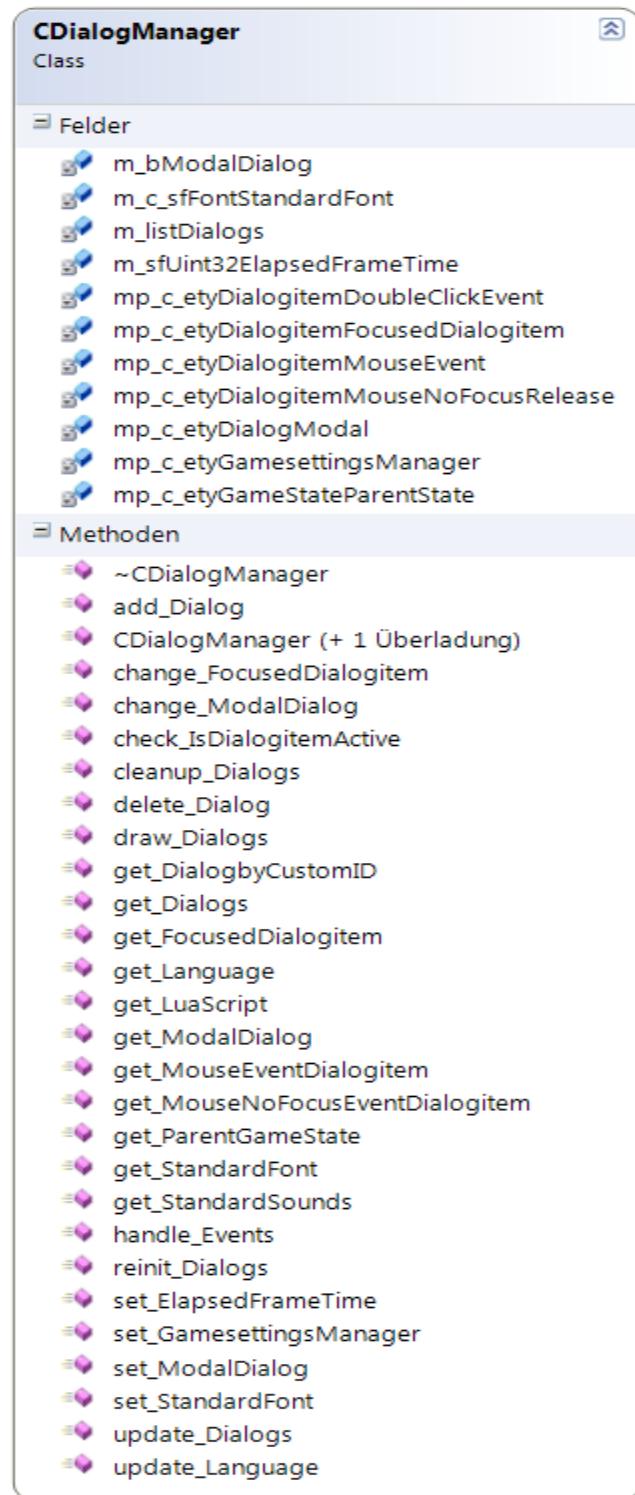 CDialogManager
Class
Felder
m_bModalDialog
m_c_sfFontStandardFont
m_listDialogs
m_sfUint32ElapsedFrameTime
mp_c_etyDialogitemDoubleClickEvent
mp_c_etyDialogitemFocusedDialogitem
mp_c_etyDialogitemMouseEvent
mp_c_etyDialogitemMouseNoFocusRelease
mp_c_etyDialogModal
mp_c_etyGamesettingsManager
mp_c_etyGameStateParentState
Methoden
~CDialogManager
add_Dialog
CDialogManager (+ 1 Überladung)
change_FocusedDialogitem
change_ModalDialog
check_IsDialogitemActive
cleanup_Dialogs
delete_Dialog
draw_Dialogs
get_DialogbyCustomID
get_Dialogs
get_FocusedDialogitem
get_Language
get_LuaScript
get_ModalDialog
get_MouseEventDialogitem
get_MouseNoFocusEventDialogitem
get_ParentGameState
get_StandardFont
get_StandardSounds
handle_Events
reinit_Dialogs
set_ElapsedFrameTime
set_GamesettingsManager
set_ModalDialog
set_StandardFont
update_Dialogs
update_Language